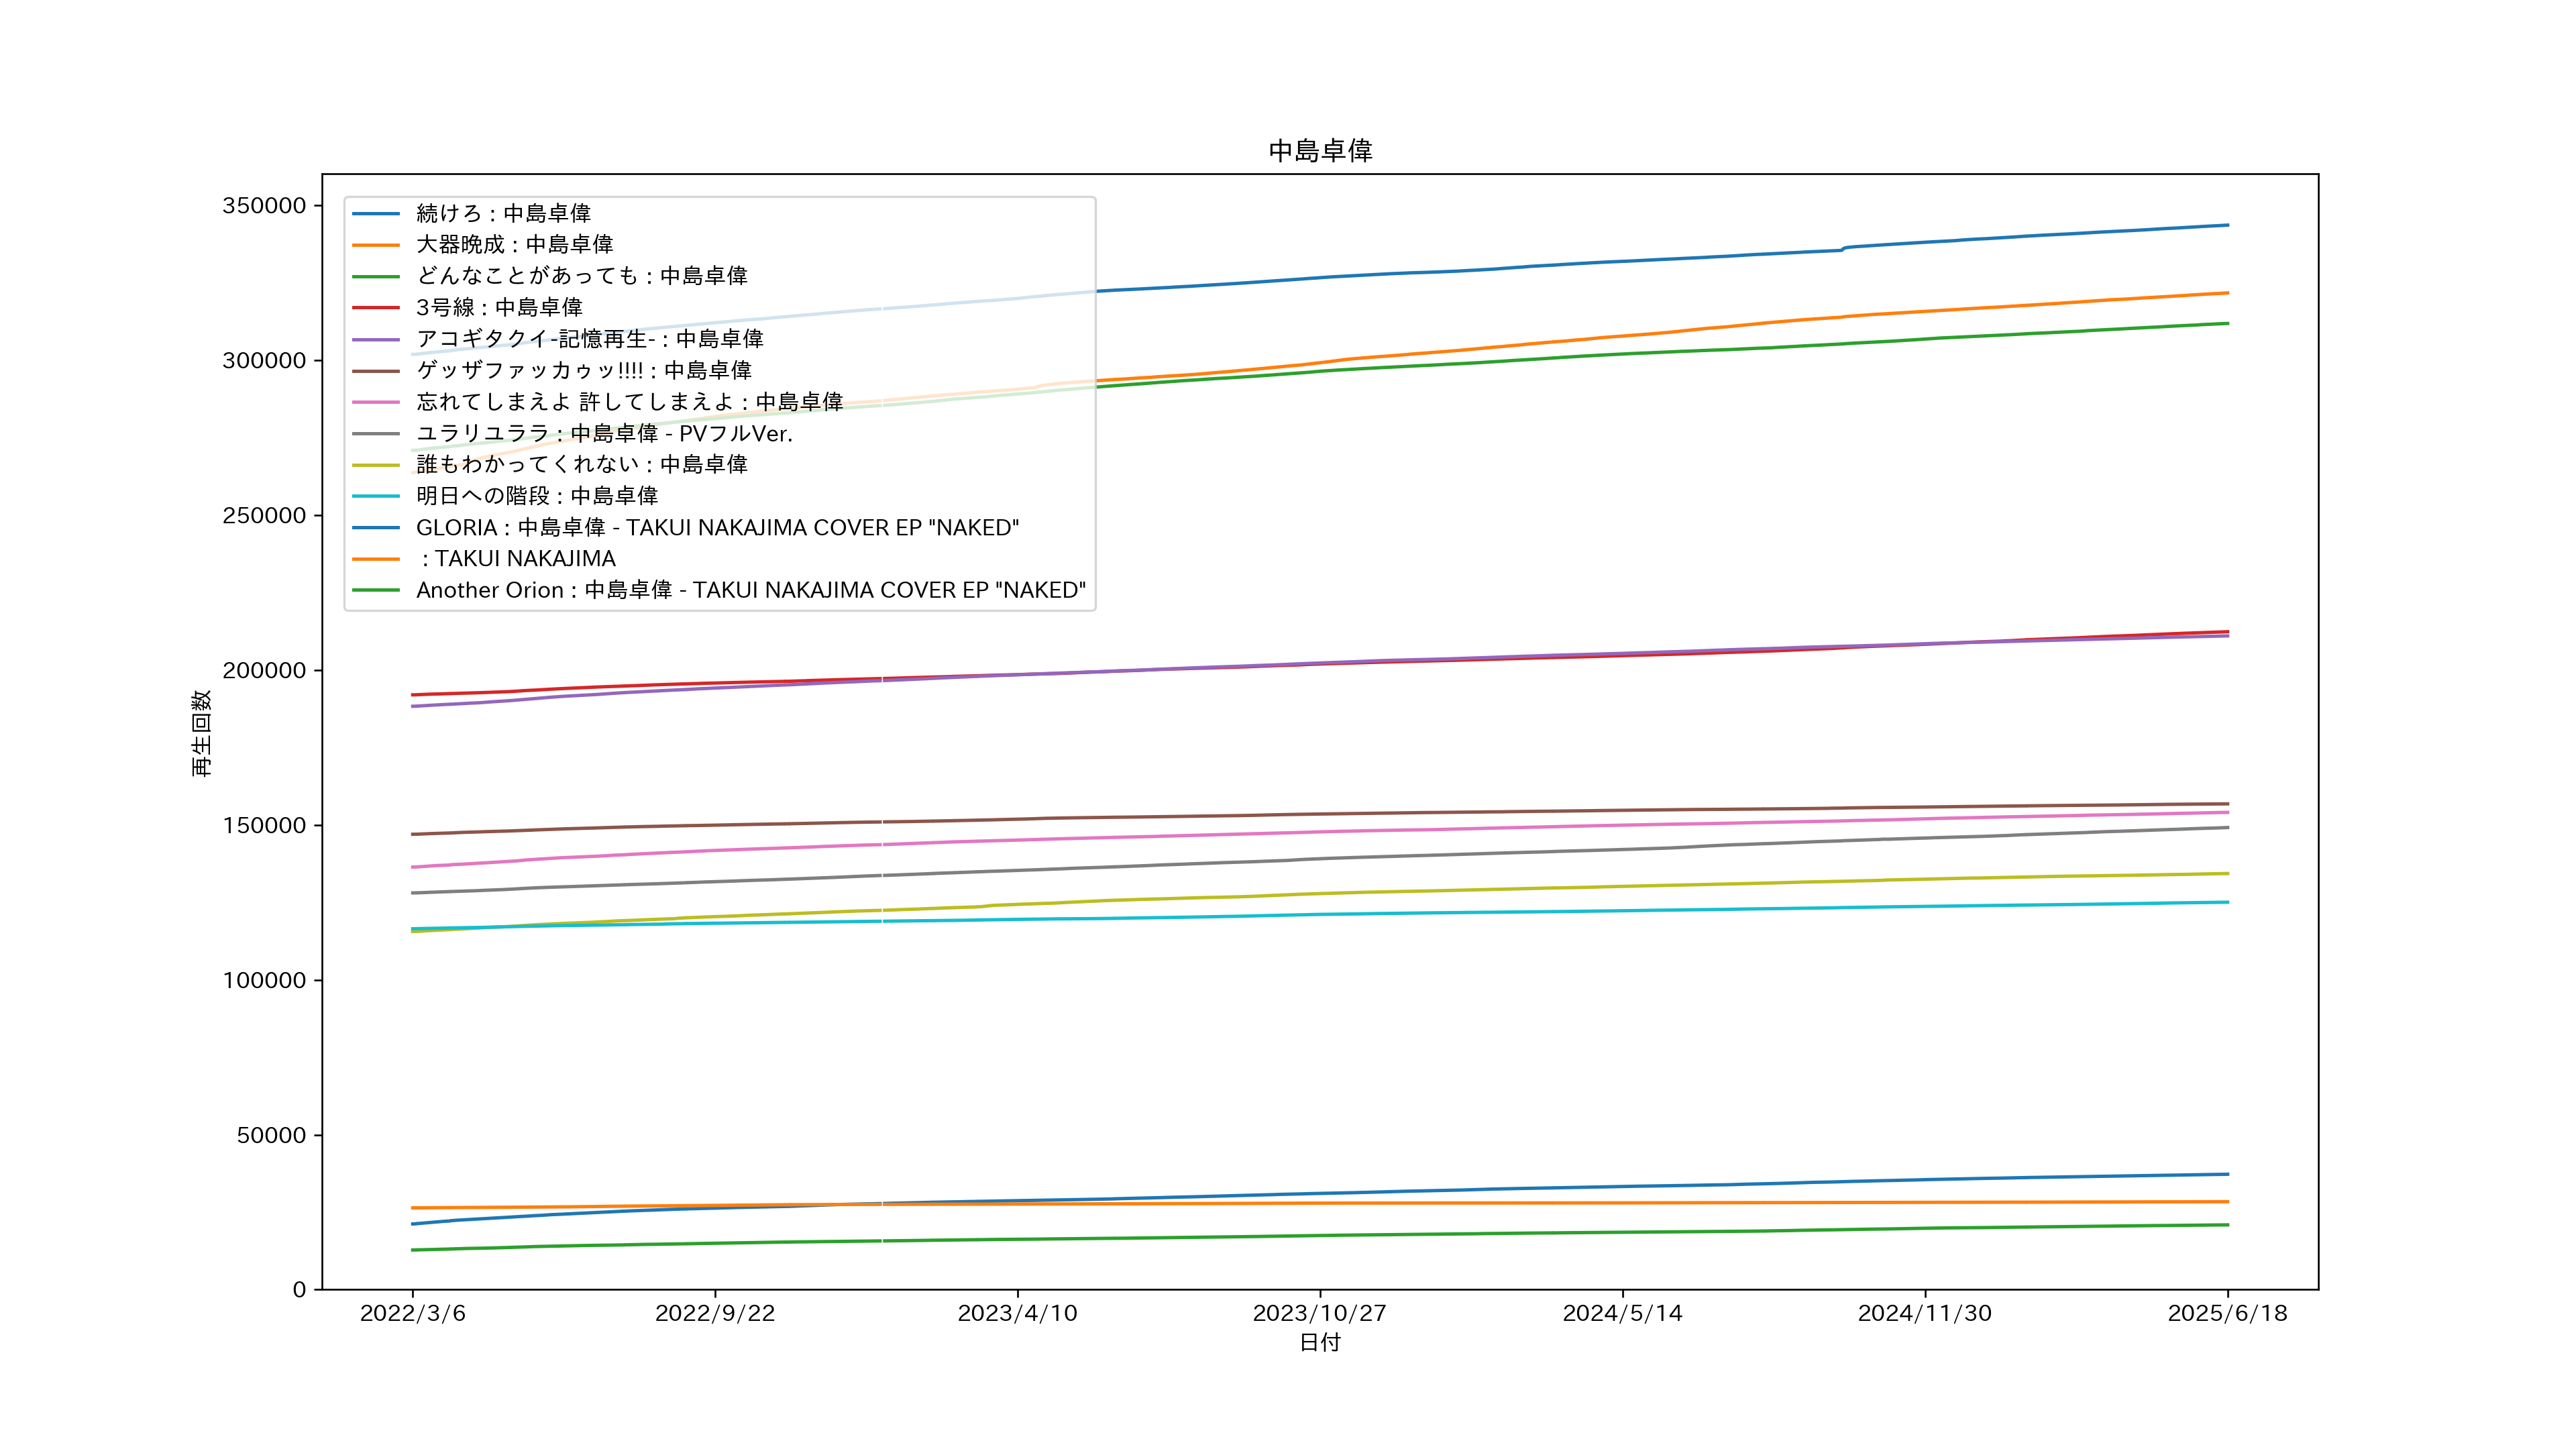 中島卓偉
350000
300000
250000
200000
150000
100000
50000
0
再生回数
続けろ : 中島卓偉
大器晩成 : 中島卓偉
どんなことがあっても : 中島卓偉
3号線 : 中島卓偉
アコギタクイ-記憶再生- : 中島卓偉
ゲッザファッカゥッ!!!! : 中島卓偉
忘れてしまえよ 許してしまえよ : 中島卓偉
ユラリユララ : 中島卓偉 - PVフルVer.
誰もわかってくれない : 中島卓偉
明日への階段 : 中島卓偉
GLORIA : 中島卓偉 - TAKUI NAKAJIMA COVER EP "NAKED"
: TAKUI NAKAJIMA
Another Orion : 中島卓偉 - TAKUI NAKAJIMA COVER EP "NAKED"
2022/3/6
2022/9/22
2023/4/10
2023/10/27
2024/5/14
2024/11/30
2025/6/18
日付